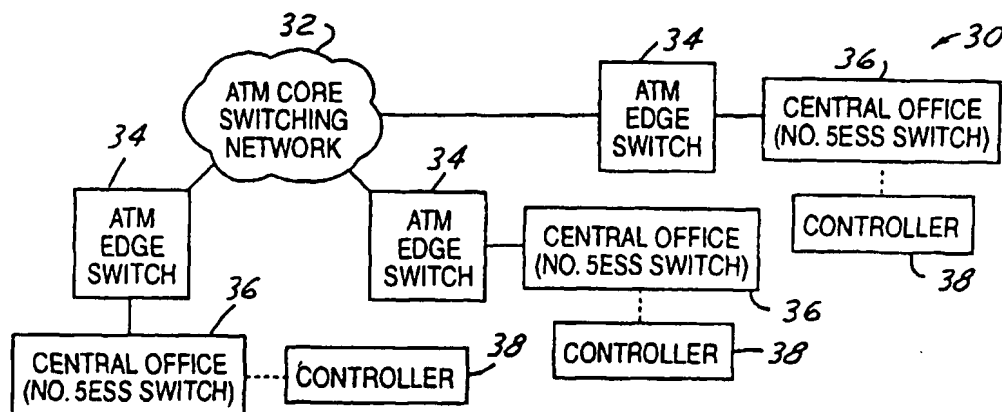 32
ATM CORE
SWITCHING
NETWORK
34
ATM
EDGE
SWITCH
36
30
CENTRAL OFFICE
(NO. 5ESS SWITCH)
CONTROLLER
38
34
ATM
EDGE
SWITCH
34
ATM
EDGE
SWITCH
CENTRAL OFFICE
(NO. 5ESS SWITCH)
36
CONTROLLER
38
36
CENTRAL OFFICE
(NO. 5ESS SWITCH)
CONTROLLER
38